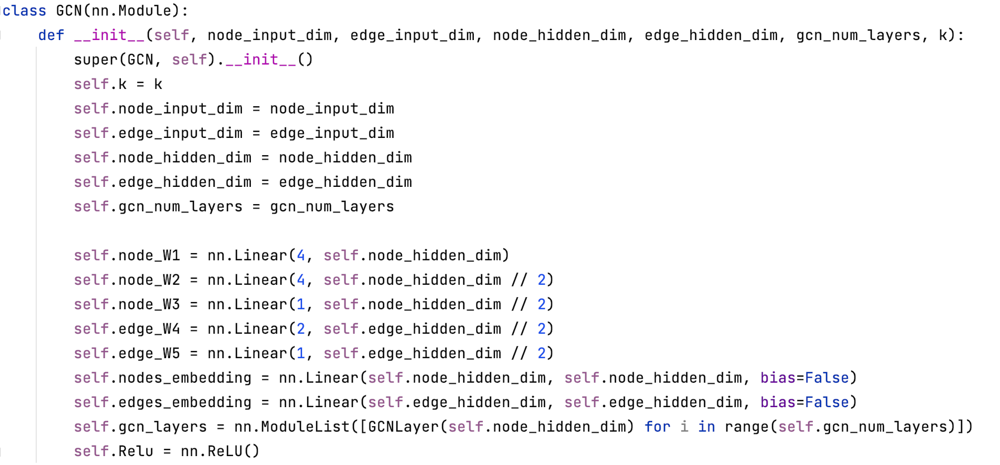 class GCN(nn.Module):
    def __init__(self, node_input_dim, edge_input_dim, node_hidden_dim, edge_hidden_dim, gcn_num_layers, k):
        super(GCN, self).__init__()
        self.k = k
        self.node_input_dim = node_input_dim
        self.edge_input_dim = edge_input_dim
        self.node_hidden_dim = node_hidden_dim
        self.edge_hidden_dim = edge_hidden_dim
        self.gcn_num_layers = gcn_num_layers

        self.node_W1 = nn.Linear(4, self.node_hidden_dim)
        self.node_W2 = nn.Linear(4, self.node_hidden_dim // 2)
        self.node_W3 = nn.Linear(1, self.node_hidden_dim // 2)
        self.edge_W4 = nn.Linear(2, self.edge_hidden_dim // 2)
        self.edge_W5 = nn.Linear(1, self.edge_hidden_dim // 2)
        self.nodes_embedding = nn.Linear(self.node_hidden_dim, self.node_hidden_dim, bias=False)
        self.edges_embedding = nn.Linear(self.edge_hidden_dim, self.edge_hidden_dim, bias=False)
        self.gcn_layers = nn.ModuleList([GCNLayer(self.node_hidden_dim) for i in range(self.gcn_num_layers)])
        self.Relu = nn.ReLU()